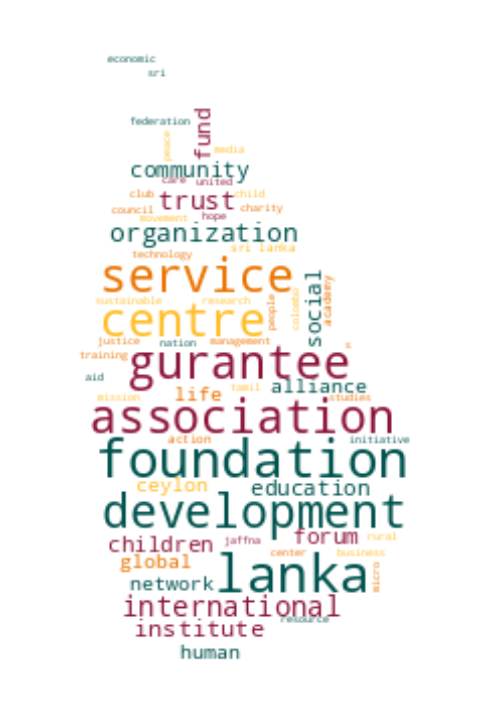 economic
sri
federation
fund
peace
media
community
care united
club trust child
council hope charity
movement
organization
sri lanka
technology
service
social
academy
sustainable research
people
colombo
centre
justice nation management s
training
gurantee
aid
tamil alliance
mission life studies
association
action initiative
foundation
ceylon education
development
children jaffna forum rural
center business
global
network lanka
micro
international
resource
institute
human